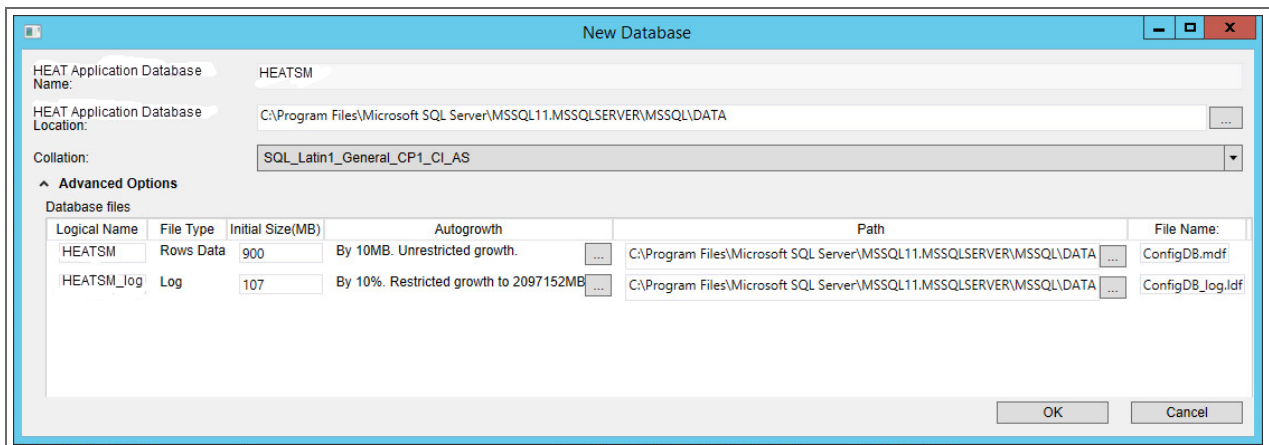 New Database
x
HEAT Application Database
Name:
HEATSM
HEAT Application Database
Location:
C:\Program Files\Microsoft SQL Server\MSSQL11.MSSQLSERVER\MSSQL\DATA
...
Collation:
SQL_Latin1_General_CP1_CI_AS
Advanced Options
Database files
Logical Name File Type Initial Size(MB) Autogrowth Path File Name:
HEATSM Rows Data 900 By 10MB. Unrestricted growth. ... C:\Program Files\Microsoft SQL Server\MSSQL11.MSSQLSERVER\MSSQL\DATA ... ConfigDB.mdf
HEATSM_log Log 107 By 10%. Restricted growth to 2097152MB ... C:\Program Files\Microsoft SQL Server\MSSQL11.MSSQLSERVER\MSSQL\DATA ... ConfigDB_log.ldf
OK Cancel